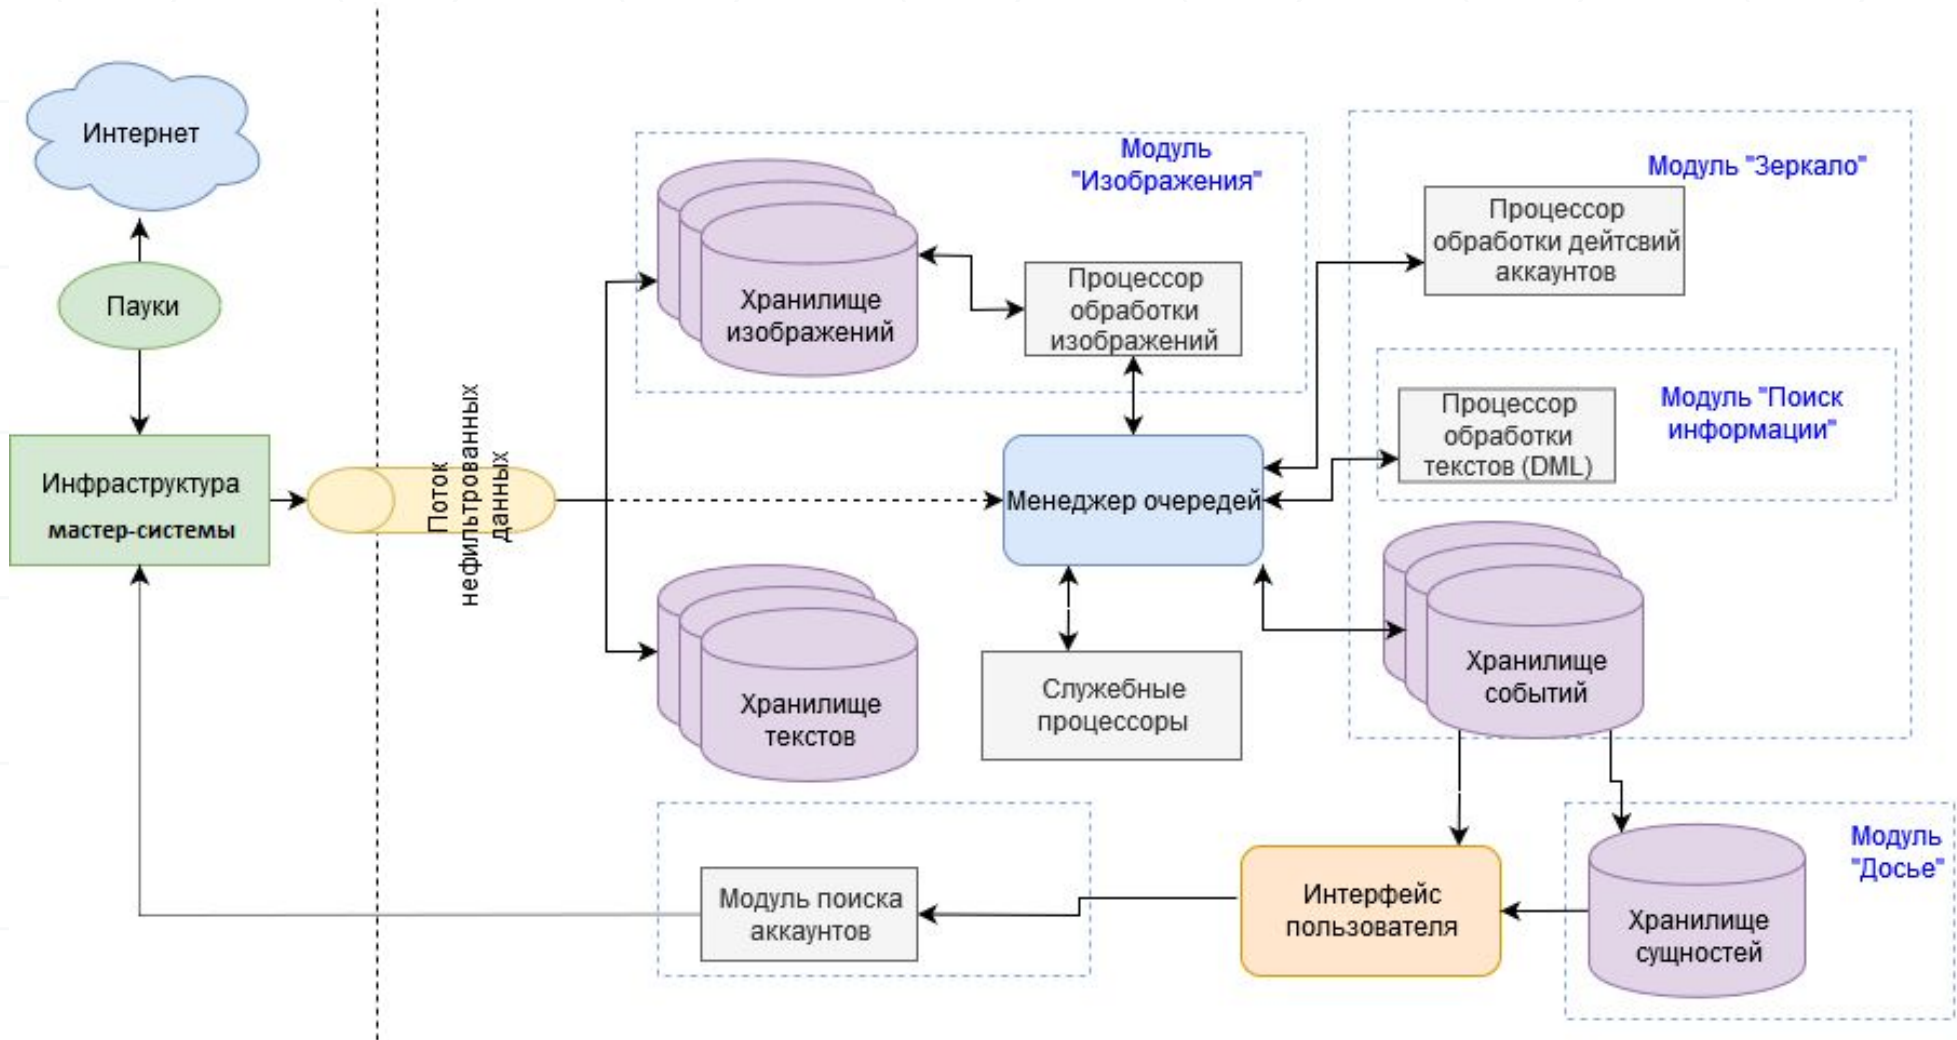 Интернет
Пауки
Инфраструктура
мастер-системы
Поток
нефильтрованных
данных
Модуль
"Изображения"
Хранилище
изображений
Процессор
обработки
изображений
Модуль "Зеркало"
Процессор
обработки дейтсвий
аккаунтов
Модуль "Поиск
информации"
Процессор
обработки
текстов (DML)
Менеджер очередей
Хранилище
текстов
Служебные
процессоры
Хранилище
событий
Модуль поиска
аккаунтов
Интерфейс
пользователя
Модуль
"Досье"
Хранилище
сущностей